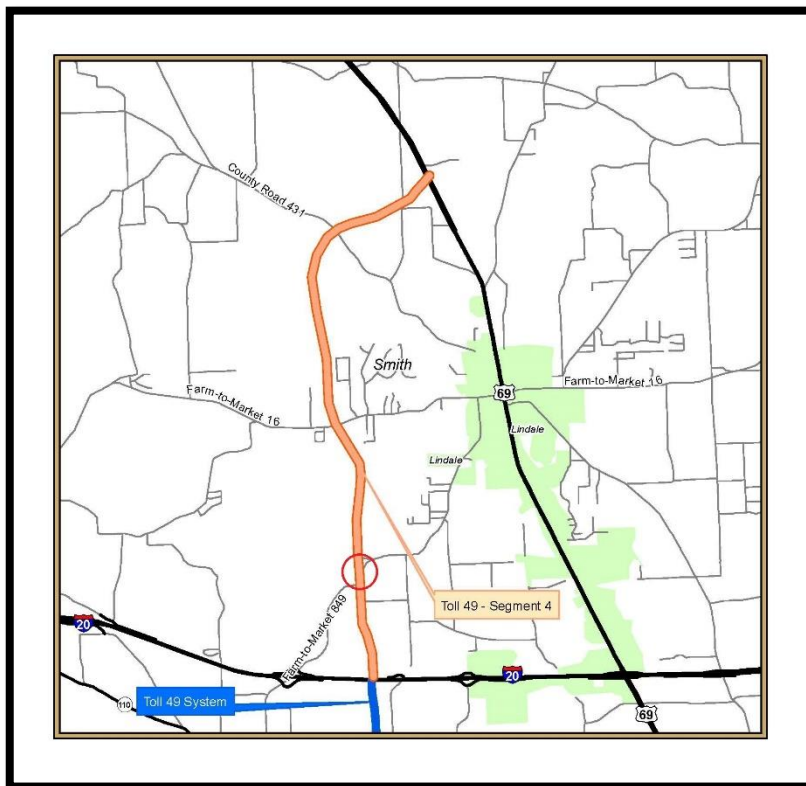 County Road 431
Smith
Farm-to-Market 16
Farm-to-Market 16
69
Lindale
Lindale
Toll 49 - Segment 4
Farm-to-Market 849
20
20
Toll 49 System
110
69